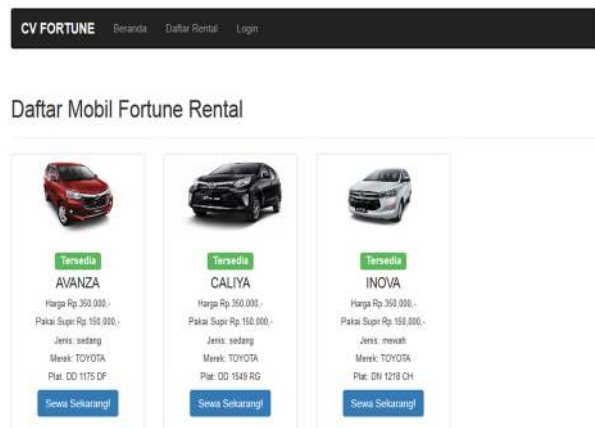 CV FORTUNE Beranda Daftar Rental Login
Daftar Mobil Fortune Rental
Tersedia
AVANZA
Harga Rp.350,000,-
Pakai Supir Rp.150,000,-
Jenis: sedang
Merek: TOYOTA
Plat: DD 1175 DF
Sewa Sekarang!
Tersedia
CALIYA
Harga Rp.350,000,-
Pakai Supir Rp.150,000,-
Jenis: sedang
Merek: TOYOTA
Plat: DD 1549 RG
Sewa Sekarang!
Tersedia
INOVA
Harga Rp.350,000,-
Pakai Supir Rp.150,000,-
Jenis: mewah
Merek: TOYOTA
Plat: DN 1218 CH
Sewa Sekarang!